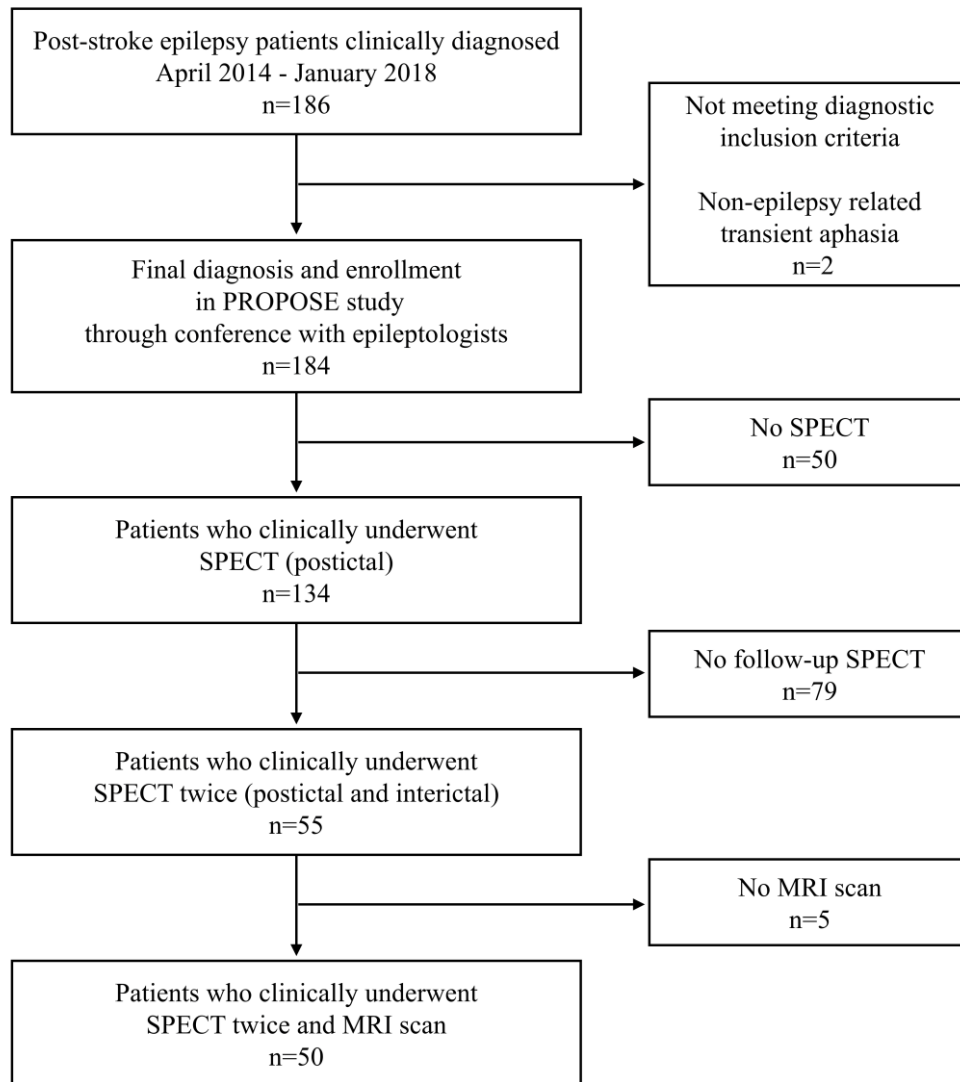 Post-stroke epilepsy patients clinically diagnosed
April 2014 - January 2018
n=186
Not meeting diagnostic
inclusion criteria
Non-epilepsy related
transient aphasia
n=2
Final diagnosis and enrollment
in PROPOSE study
through conference with epileptologists
n=184
No SPECT
n=50
Patients who clinically underwent
SPECT (postictal)
n=134
No follow-up SPECT
n=79
Patients who clinically underwent
SPECT twice (postictal and interictal)
n=55
No MRI scan
n=5
Patients who clinically underwent
SPECT twice and MRI scan
n=50